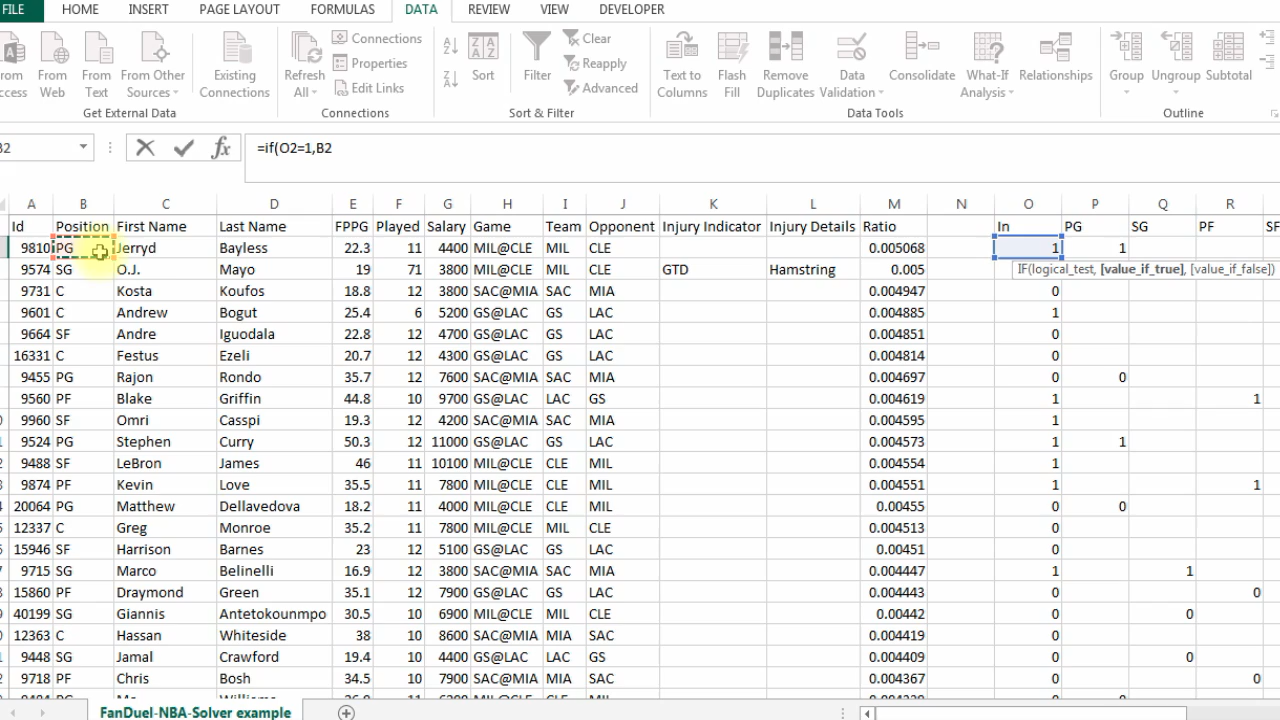 FILE HOME INSERT PAGE LAYOUT FORMULAS DATA REVIEW VIEW DEVELOPER
From Web From Text From Other Sources Existing Connections Refresh All Connections Properties Edit Links Sort Filter Clear Reapply Advanced Text to Columns Flash Fill Remove Duplicates Data Validation Consolidate What-If Analysis Relationships Group Ungroup Subtotal
Get External Data Connections Sort & Filter Data Tools Outline
B2 fx =if(O2=1,B2
A B C D E F G H I J K L M N O P Q R
Id Position First Name Last Name FPPG Played Salary Game Team Opponent Injury Indicator Injury Details Ratio In PG SG PF SF
9810 PG Jerryd Bayless 22.3 11 4400 MIL@CLE MIL CLE 0.005068 1 1
9574 SG O.J. Mayo 19 71 3800 MIL@CLE MIL CLE GTD Hamstring 0.005 IF(logical_test, [value_if_true], [value_if_false])
9731 C Kosta Koufos 18.8 12 3800 SAC@MIA SAC MIA 0.004947 0
9601 C Andrew Bogut 25.4 6 5200 GS@LAC GS LAC 0.004885 1
9664 SF Andre Iguodala 22.8 12 4700 GS@LAC GS LAC 0.004851 0
16331 C Festus Ezeli 20.7 12 4300 GS@LAC GS LAC 0.004814 0
9455 PG Rajon Rondo 35.7 12 7600 SAC@MIA SAC MIA 0.004697 0 0
9560 PF Blake Griffin 44.8 10 9700 GS@LAC LAC GS 0.004619 1 1
9960 SF Omri Casspi 19.3 12 4200 SAC@MIA SAC MIA 0.004595 1
9524 PG Stephen Curry 50.3 12 11000 GS@LAC GS LAC 0.004573 1 1
9488 SF LeBron James 46 11 10100 MIL@CLE CLE MIL 0.004554 1
9874 PF Kevin Love 35.5 11 7800 MIL@CLE CLE MIL 0.004551 1 1
20064 PG Matthew Dellavedova 18.2 11 4000 MIL@CLE CLE MIL 0.00455 0 0
12337 C Greg Monroe 35.2 11 7800 MIL@CLE MIL CLE 0.004513 0
15946 SF Harrison Barnes 23 12 5100 GS@LAC GS LAC 0.00451 0
9715 SG Marco Belinelli 16.9 12 3800 SAC@MIA SAC MIA 0.004447 1 1
15860 PF Draymond Green 35.1 12 7900 GS@LAC GS LAC 0.004443 0 0
40199 SG Giannis Antetokounmpo 30.5 10 6900 MIL@CLE MIL CLE 0.00442 0 0
12363 C Hassan Whiteside 38 10 8600 SAC@MIA MIA SAC 0.004419 0
9448 SG Jamal Crawford 19.4 10 4400 GS@LAC LAC GS 0.004409 0 0
9718 PF Chris Bosh 34.5 10 7900 SAC@MIA MIA SAC 0.004367 0 0
FanDuel-NBA-Solver example